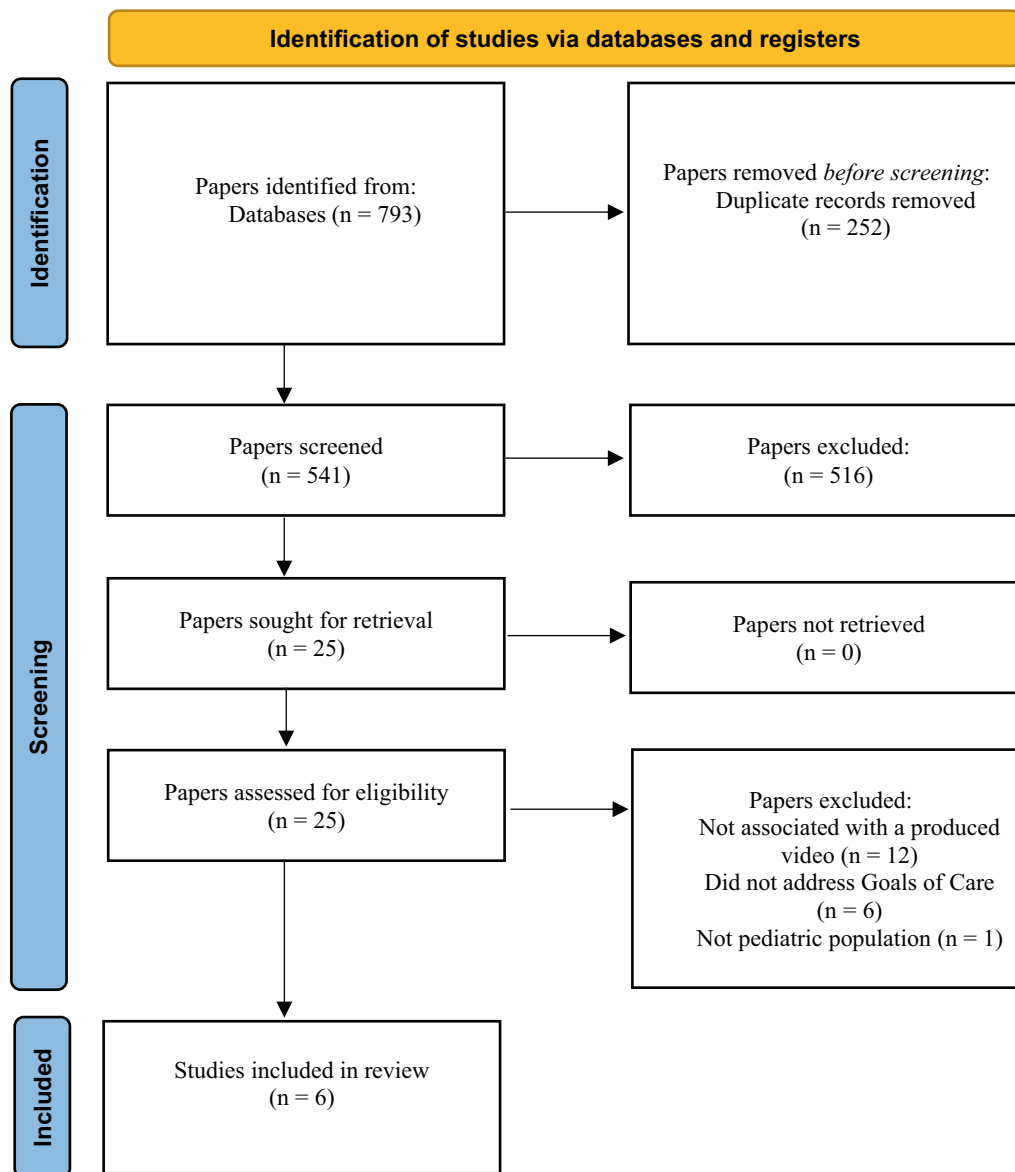 Identification of studies via databases and registers
Identification
Papers identified from:
Databases (n = 793)
Papers removed before screening:
Duplicate records removed
(n = 252)
Screening
Papers screened
(n = 541)
Papers excluded:
(n = 516)
Papers sought for retrieval
(n = 25)
Papers not retrieved
(n = 0)
Papers assessed for eligibility
(n = 25)
Papers excluded:
Not associated with a produced
video (n = 12)
Did not address Goals of Care
(n = 6)
Not pediatric population (n = 1)
Included
Studies included in review
(n = 6)